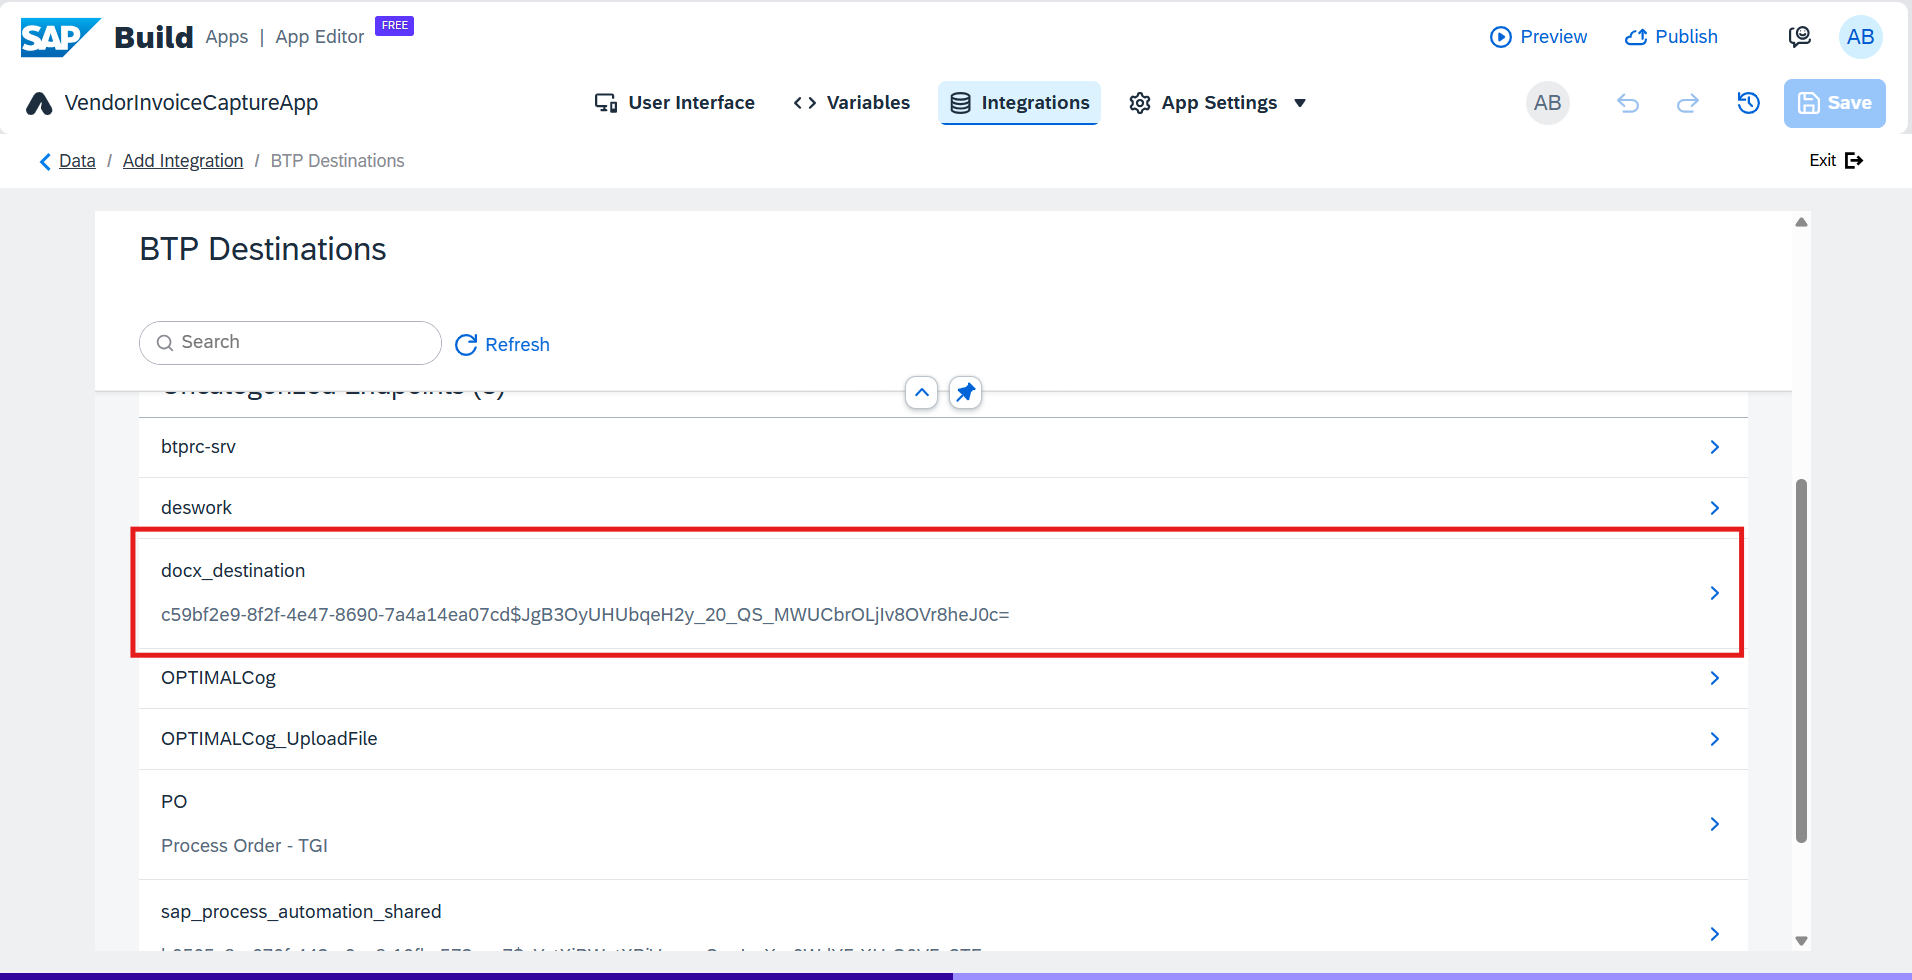 SAP Build Apps | App Editor FREE Preview Publish AB
VendorInvoiceCaptureApp User Interface Variables Integrations App Settings AB Save
Data / Add Integration / BTP Destinations Exit
BTP Destinations
Search Refresh
Uncategorized Endpoints
btprc-srv
deswork
docx_destination
c59bf2e9-8f2f-4e47-8690-7a4a14ea07cd$JgB3OyUHUbqeH2y_20_QS_MWUCbrOLjIv8OVr8heJ0c=
OPTIMALCog
OPTIMALCog_UploadFile
PO
Process Order - TGI
sap_process_automation_shared